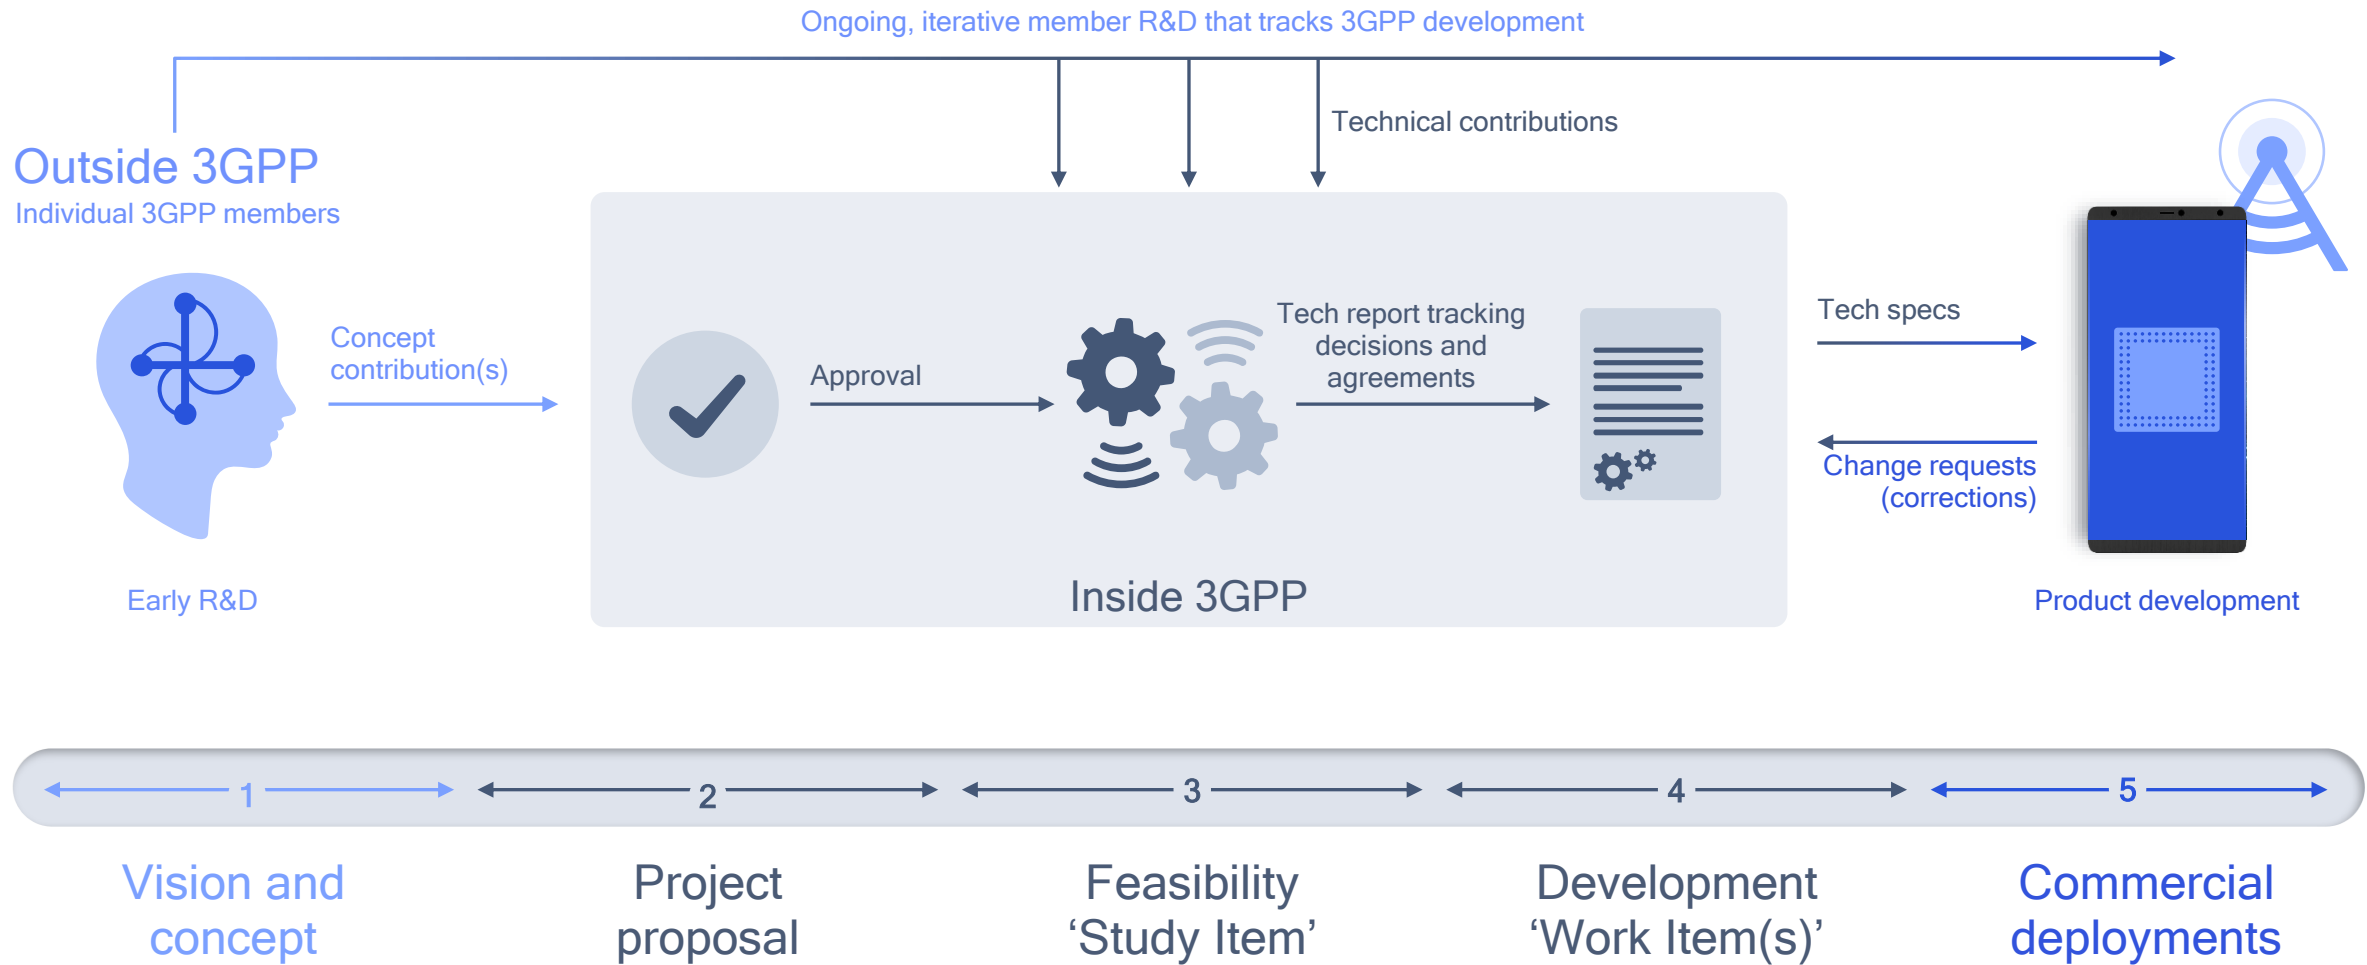 Ongoing, iterative member R&D that tracks 3GPP development
Technical contributions
Outside 3GPP
Individual 3GPP members
Concept
contribution(s)
Early R&D
Approval
Tech report tracking
decisions and
agreements
Inside 3GPP
Tech specs
Change requests
(corrections)
Product development
1
2
3
4
5
Vision and
concept
Project
proposal
Feasibility
‘Study Item’
Development
‘Work Item(s)’
Commercial
deployments